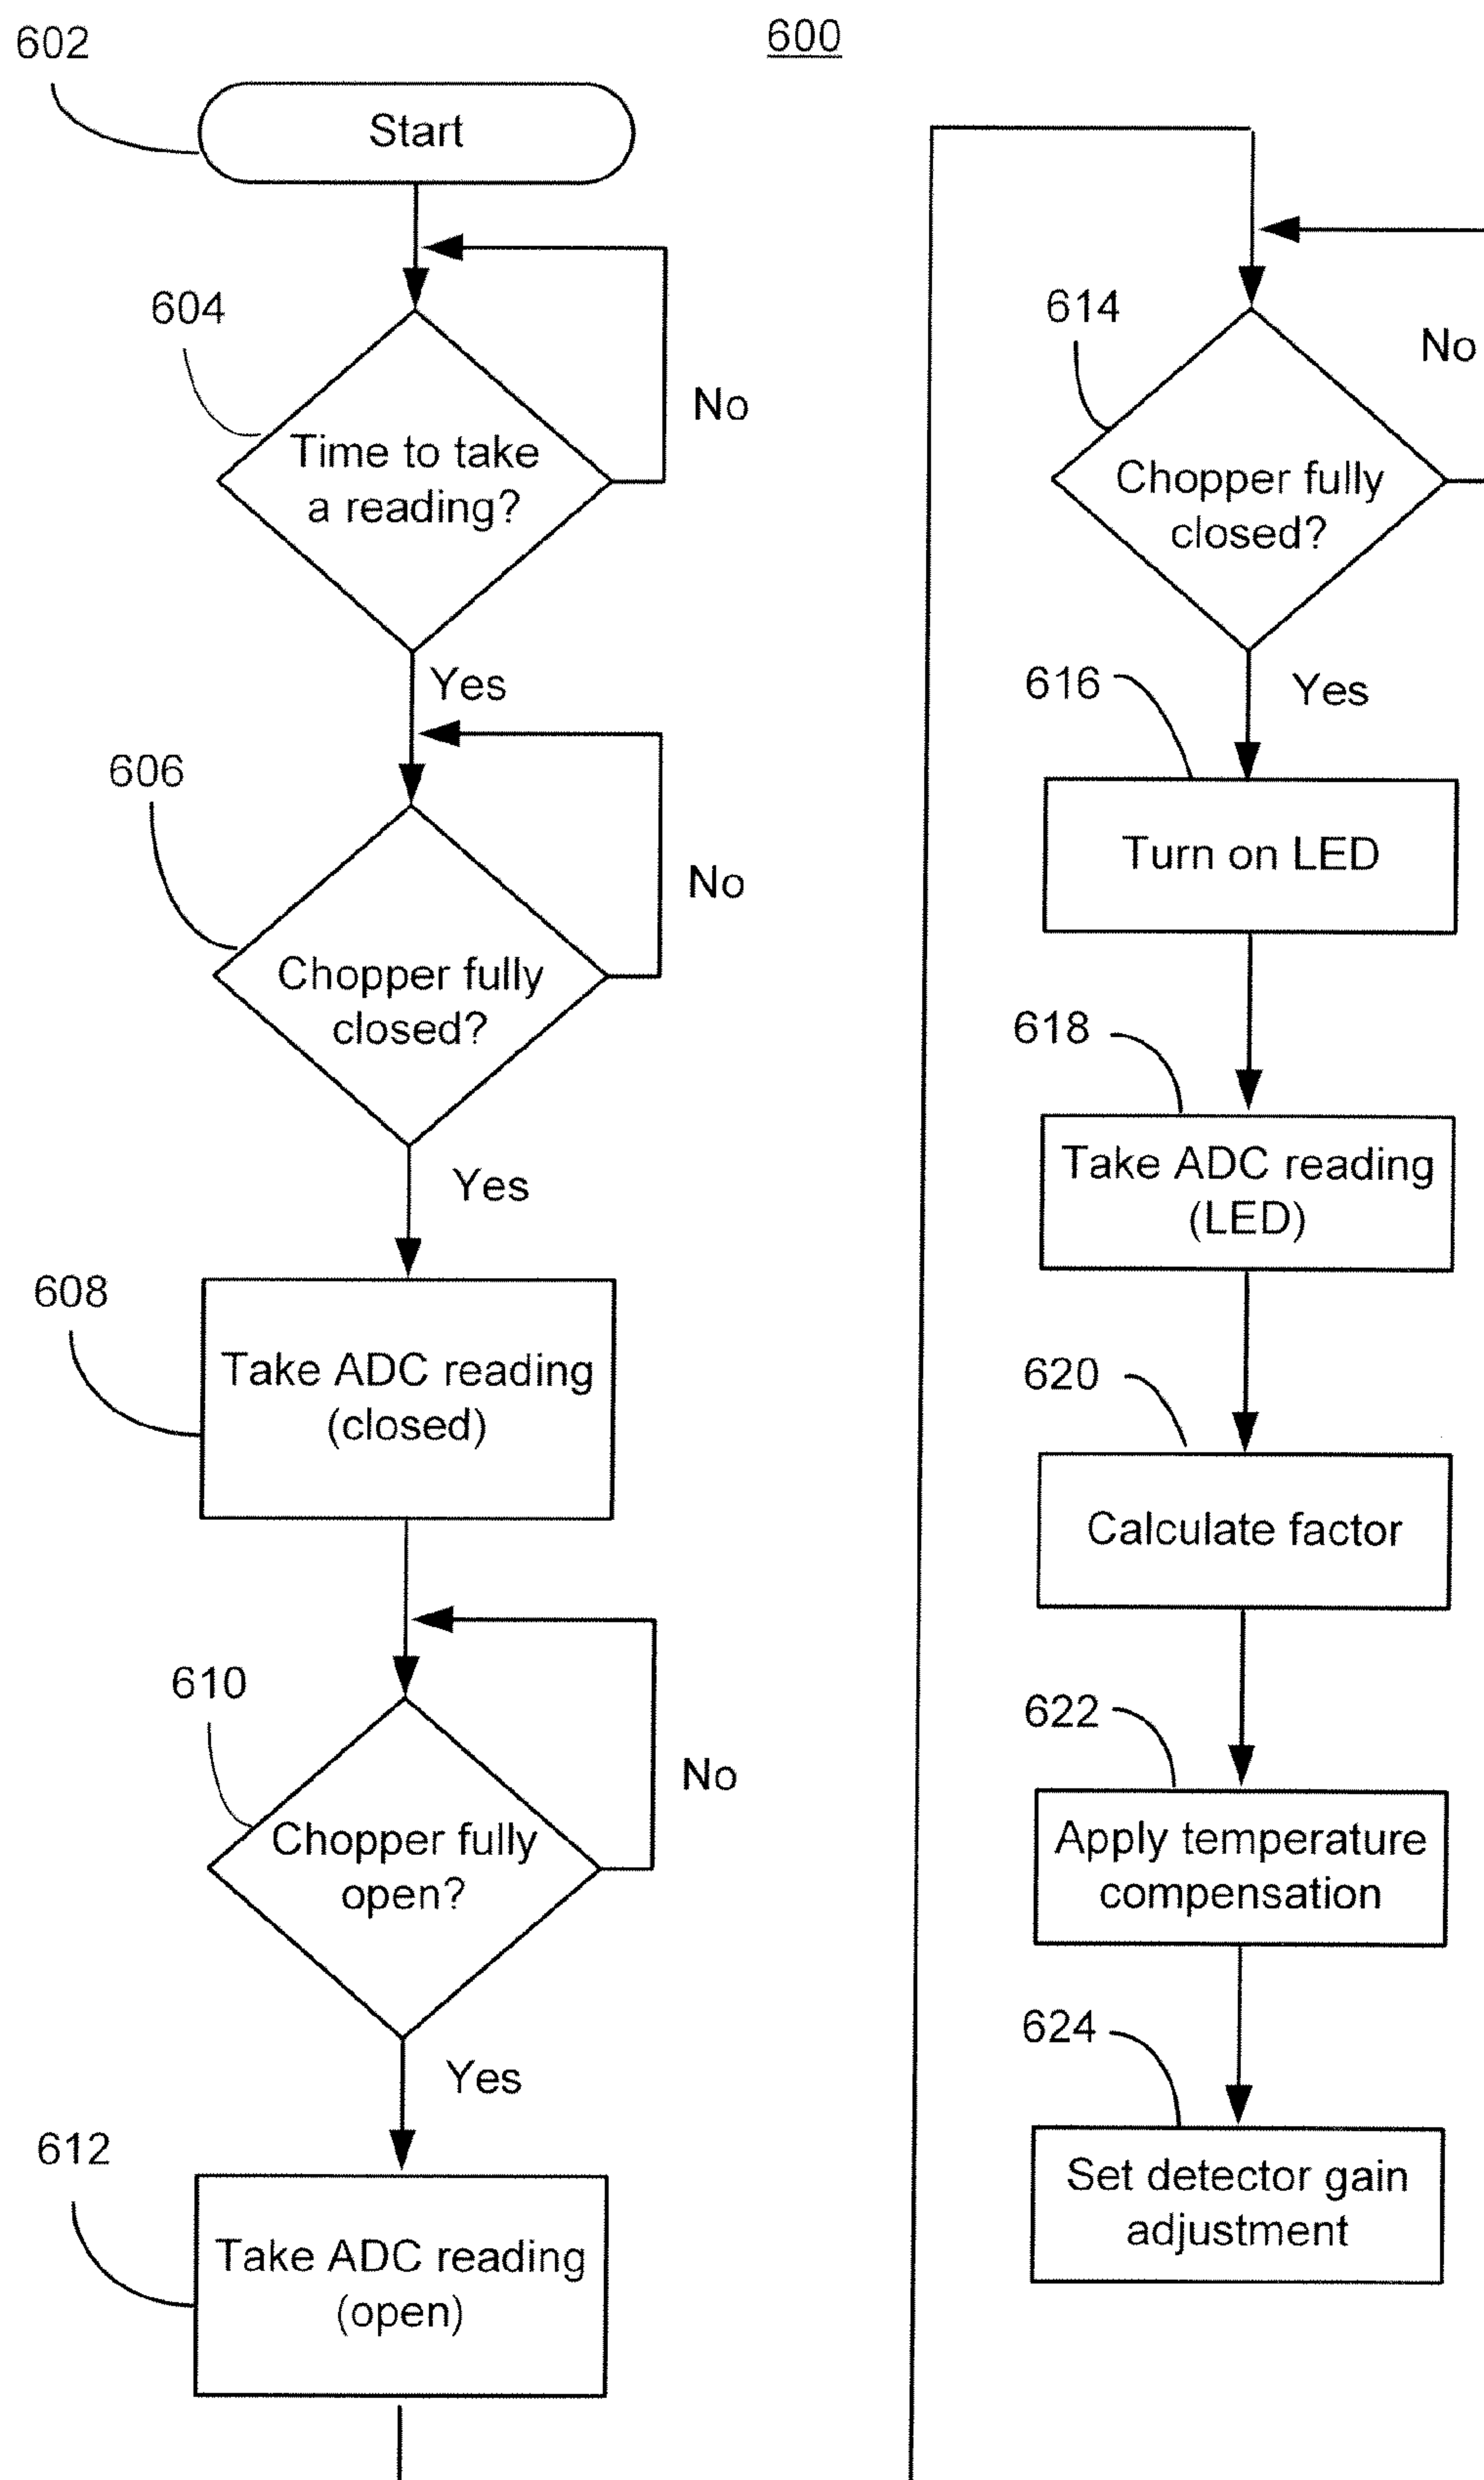 600
602
Start
604
Time to take
a reading?
No
Yes
606
Chopper fully
closed?
No
Yes
608
Take ADC reading
(closed)
610
Chopper fully
open?
No
Yes
612
Take ADC reading
(open)
614
Chopper fully
closed?
No
Yes
616
Turn on LED
618
Take ADC reading
(LED)
620
Calculate factor
622
Apply temperature
compensation
624
Set detector gain
adjustment